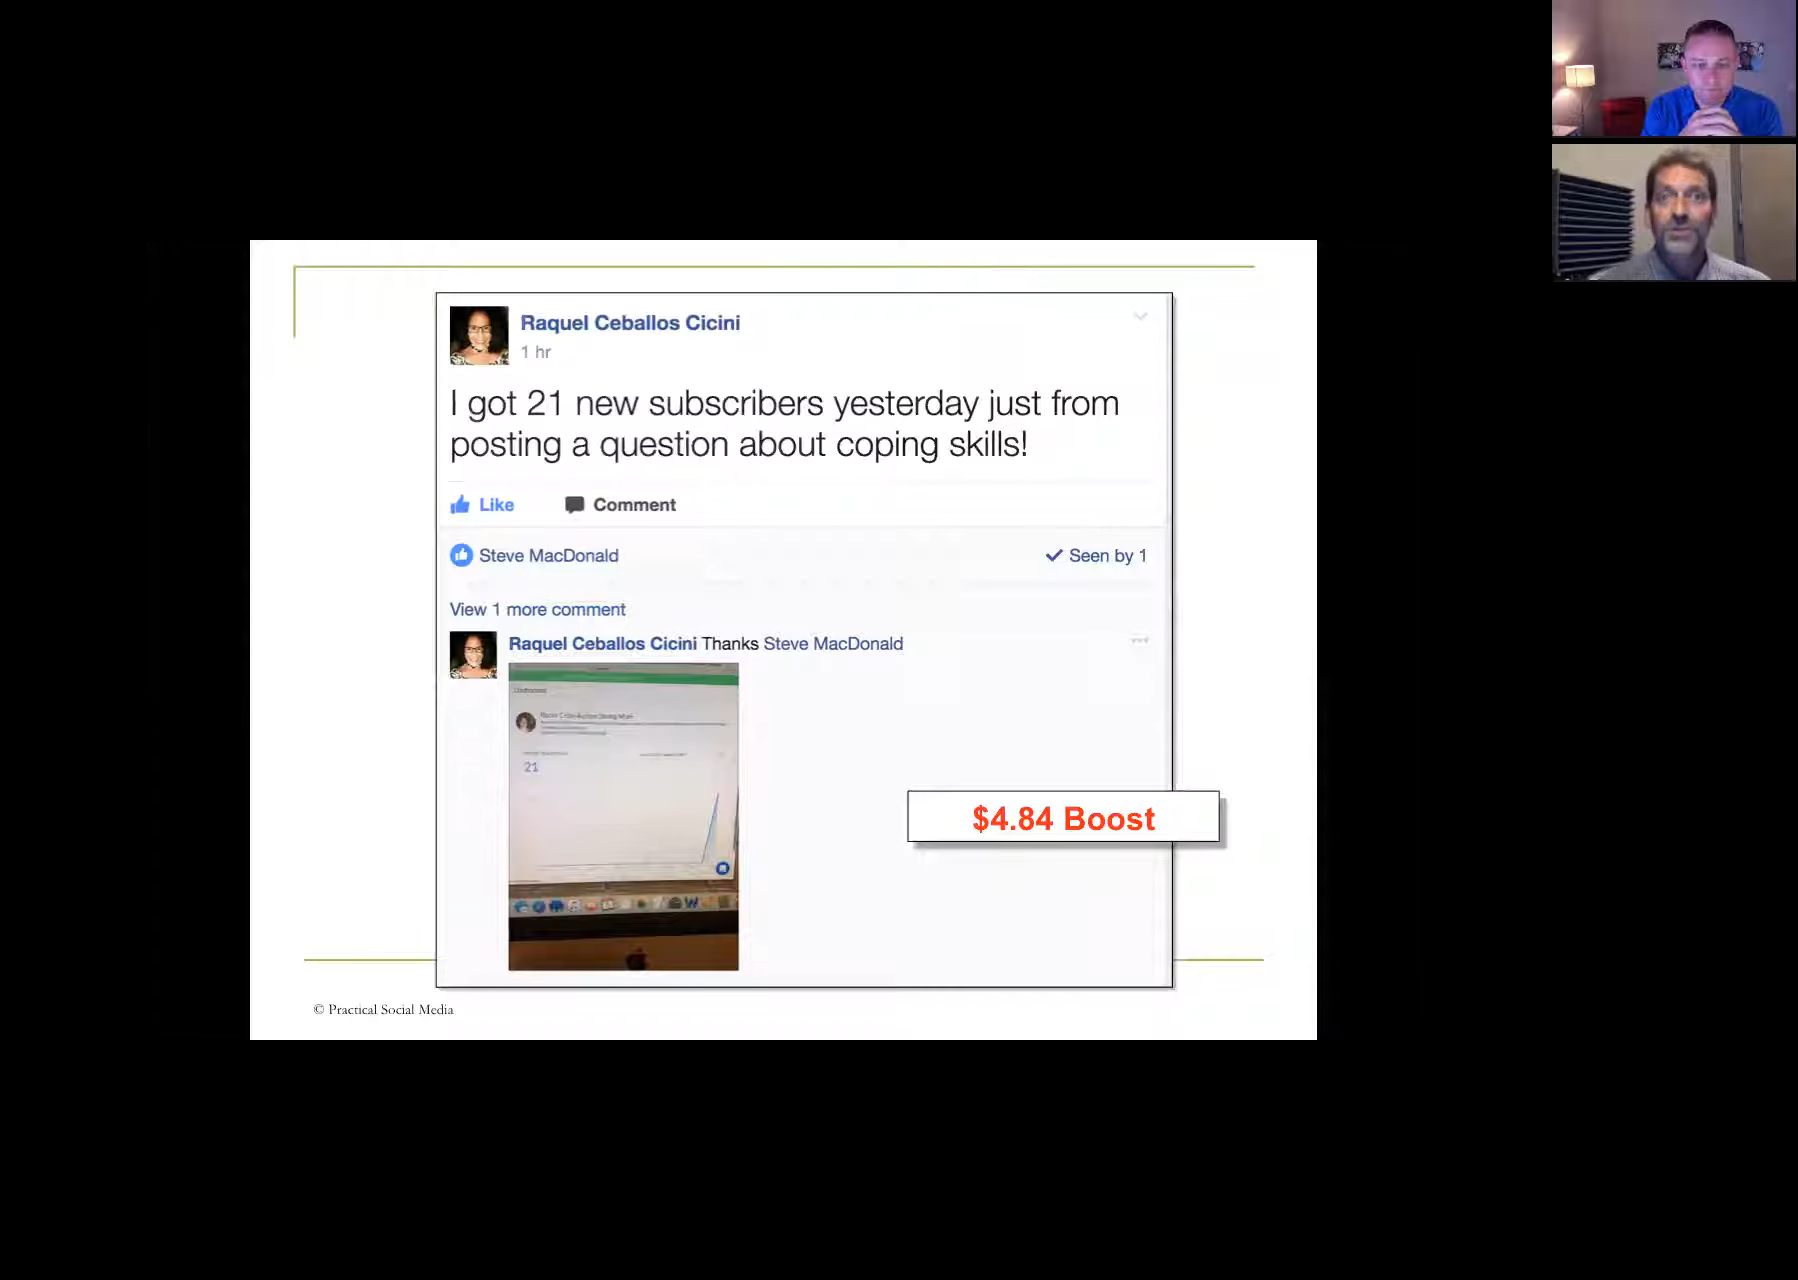 Raquel Ceballos Cicini
1 hr
I got 21 new subscribers yesterday just from
posting a question about coping skills!
Like Comment
Steve MacDonald Seen by 1
View 1 more comment
Raquel Ceballos Cicini Thanks Steve MacDonald
21
$4.84 Boost
© Practical Social Media